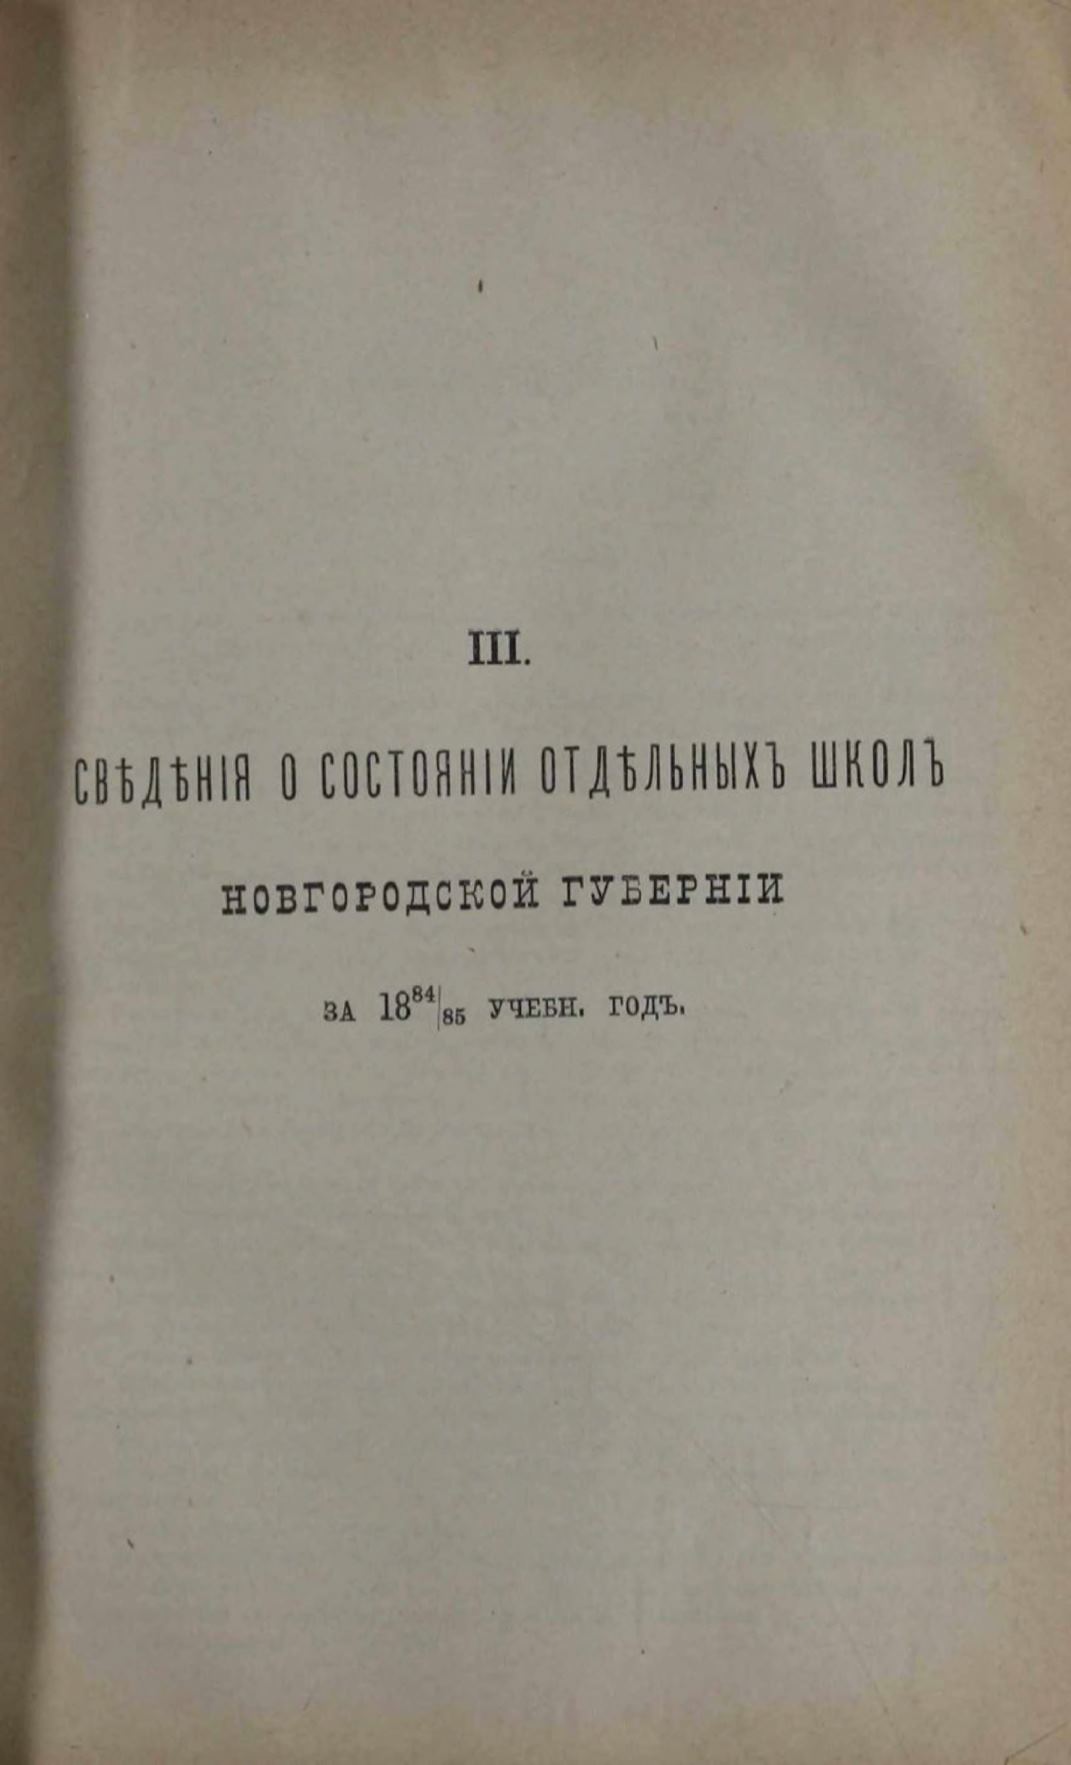 III.
СВѢДѢНІЯ О СОСТОЯНІИ ОТДѢЛЬНЫХЪ ШКОЛЪ
НОВГОРОДСКОЙ ГУБЕРНІИ
ЗА 18⁸⁴|₈₅ УЧЕБН. ГОДЪ.